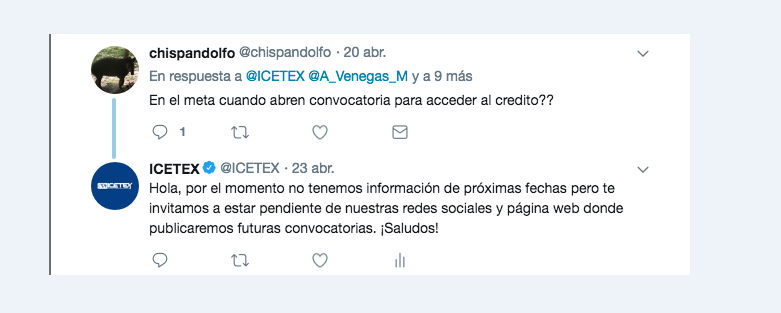 chispandolfo @chispandolfo · 20 abr.
En respuesta a @ICETEX @A_Venegas_M y a 9 más
En el meta cuando abren convocatoria para acceder al credito??
1
ICETEX @ICETEX · 23 abr.
ICETEX
Hola, por el momento no tenemos información de próximas fechas pero te
invitamos a estar pendiente de nuestras redes sociales y página web donde
publicaremos futuras convocatorias. ¡Saludos!